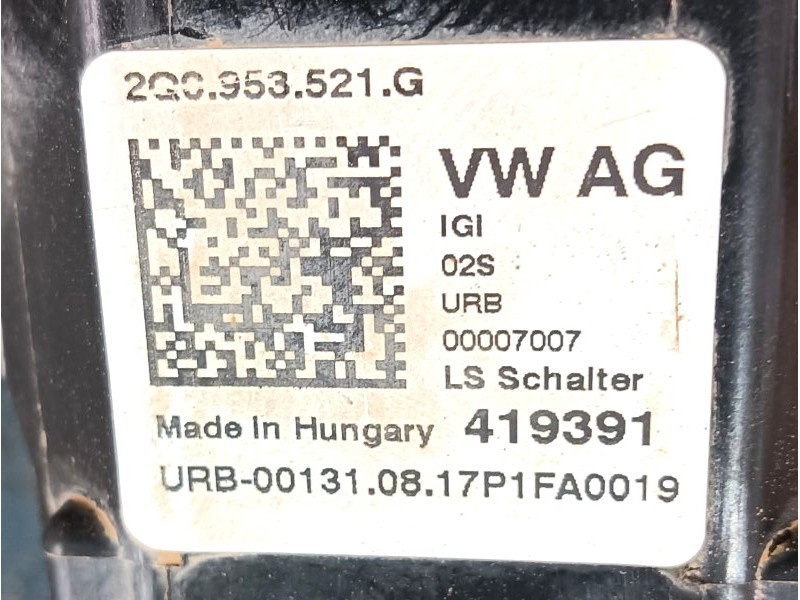 2Q0.953.521.G
VW AG
IGI
02S
URB
00007007
LS Schalter
Made In Hungary 419391
URB-00131.08.17P1FA0019